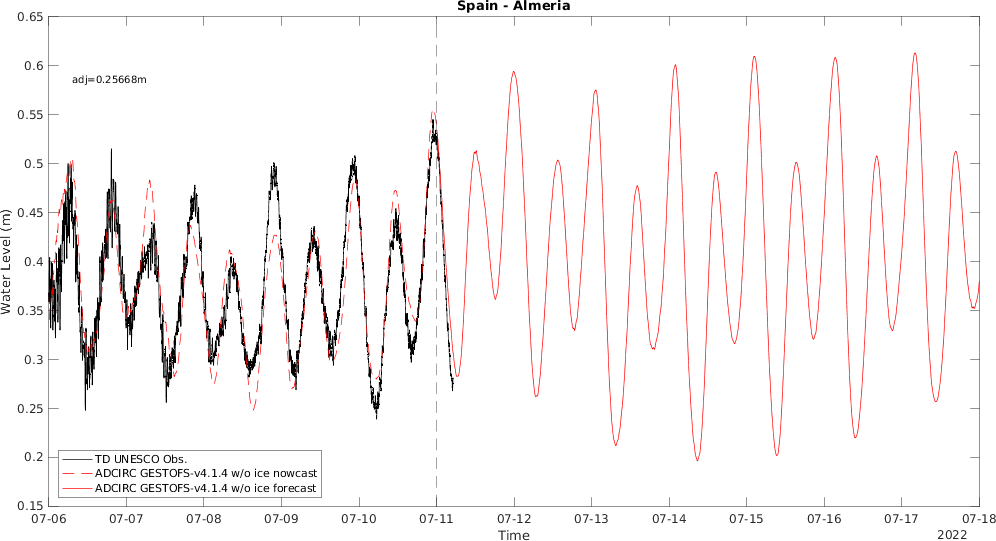 Spain - Almeria
0.65
0.6
0.55
0.5
0.45
0.4
0.35
0.3
0.25
0.2
0.15
Water Level (m)
adj=0.25668m
TD UNESCO Obs.
ADCIRC GESTOFS-v4.1.4 w/o ice nowcast
ADCIRC GESTOFS-v4.1.4 w/o ice forecast
07-06 07-07 07-08 07-09 07-10 07-11 07-12 07-13 07-14 07-15 07-16 07-17 07-18
Time
2022